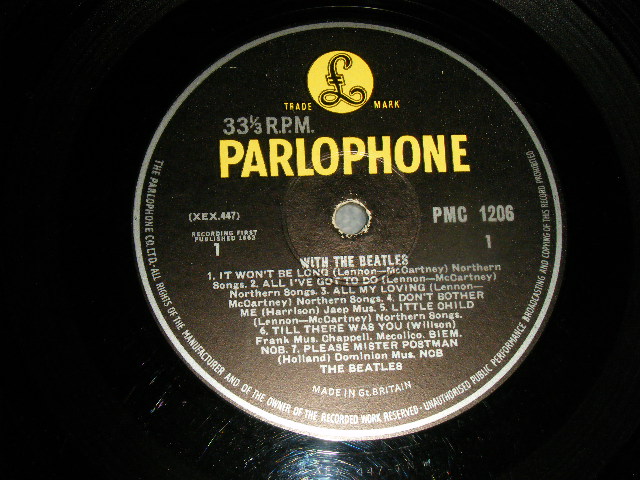 £
TRADE MARK
33⅓ R.P.M.
PARLOPHONE
(XEX.447)
PMC 1206
RECORDING FIRST
PUBLISHED 1963
1
1
WITH THE BEATLES
1. IT WON'T BE LONG (Lennon—McCartney) Northern
Songs. 2. ALL I'VE GOT TO DO (Lennon—McCartney)
Northern Songs. 3. ALL MY LOVING (Lennon—
McCartney) Northern Songs. 4. DON'T BOTHER
ME (Harrison) Jaep Mus. 5. LITTLE CHILD
(Lennon—McCartney) Northern Songs.
6. TILL THERE WAS YOU (Willson)
Frank Mus. Chappell. Mecolico. BIEM.
NCB. 7. PLEASE MISTER POSTMAN
(Holland) Dominion Mus. NCB
THE BEATLES
MADE IN Gt. BRITAIN
THE PARLOPHONE CO. LTD. ALL RIGHTS OF THE MANUFACTURER AND OF THE OWNER OF THE RECORDED WORK RESERVED - UNAUTHORISED PUBLIC PERFORMANCE BROADCASTING AND COPYING OF THIS RECORD PROHIBITED